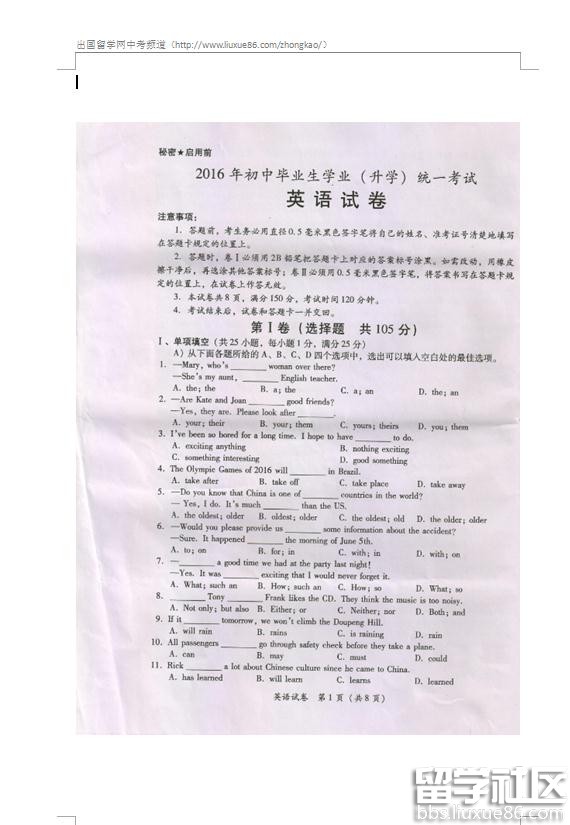 出国留学网中考频道（http://www.liuxue86.com/zhongkao/）
秘密★启用前
2016 年初中毕业生学业（升学）统一考试
英 语 试 卷
注意事项：
1. 答题前，考生务必用直径0.5毫米黑色签字笔将自己的姓名、准考证号清楚地填写
在答题卡规定的位置上。
2. 答题时，卷Ⅰ必须用2B铅笔把答题卡上对应的答案标号涂黑。如需改动，用橡皮
擦干净后，再选涂其他答案标号；卷Ⅱ必须用0.5毫米黑色签字笔，将答案书写在答题卡规
定的位置上，在试卷上作答无效。
3. 本试卷共8页，满分150分，考试时间120分钟。
4. 考试结束后，试卷和答题卡一并交回。
第Ⅰ卷（选择题 共105分）
Ⅰ、单项填空（共25小题，每小题1分，满分25分）
A）从下面各题所给的A、B、C、D四个选项中，选出可以填入空白处的最佳选项。
1. —Mary, who's ________ woman over there?
—She's my aunt, ________ English teacher.
A. the; the B. a; the C. a; an D. the; an
2. —Are Kate and Joan ________ good friends?
—Yes, they are. Please look after ________.
A. your; their B. your; them C. yours; theirs D. you; them
3. I've been so bored for a long time. I hope to have ________ to do.
A. exciting anything B. nothing exciting
C. something interesting D. good something
4. The Olympic Games of 2016 will ________ in Brazil.
A. take after B. take off C. take place D. take away
5. —Do you know that China is one of ________ countries in the world?
— Yes, I do. It's much ________ than the US.
A. the oldest; older B. oldest; older C. the oldest; old D. the older; older
6. —Would you please provide us ________ some information about the accident?
—Sure. It happened ________ the morning of June 5th.
A. to; on B. for; in C. with; in D. with; on
7. —________ a good time we had at the party last night!
—Yes. It was ________ exciting that I would never forget it.
A. What; such an B. How; such an C. How; so D. What; so
8. ________ Tony ________ Frank likes the CD. They think the music is too noisy.
A. Not only; but also B. Either; or C. Neither; nor D. Both; and
9. If it ________ tomorrow, we won't climb the Doupeng Hill.
A. will rain B. rains C. is raining D. rain
10. All passengers ________ go through safety check before they take a plane.
A. can B. may C. must D. could
11. Rick ________ a lot about Chinese culture since he came to China.
A. has learned B. will learn C. learns D. learned
英语试卷 第1页（共8页）
留学社区
bbs.liuxue86.com